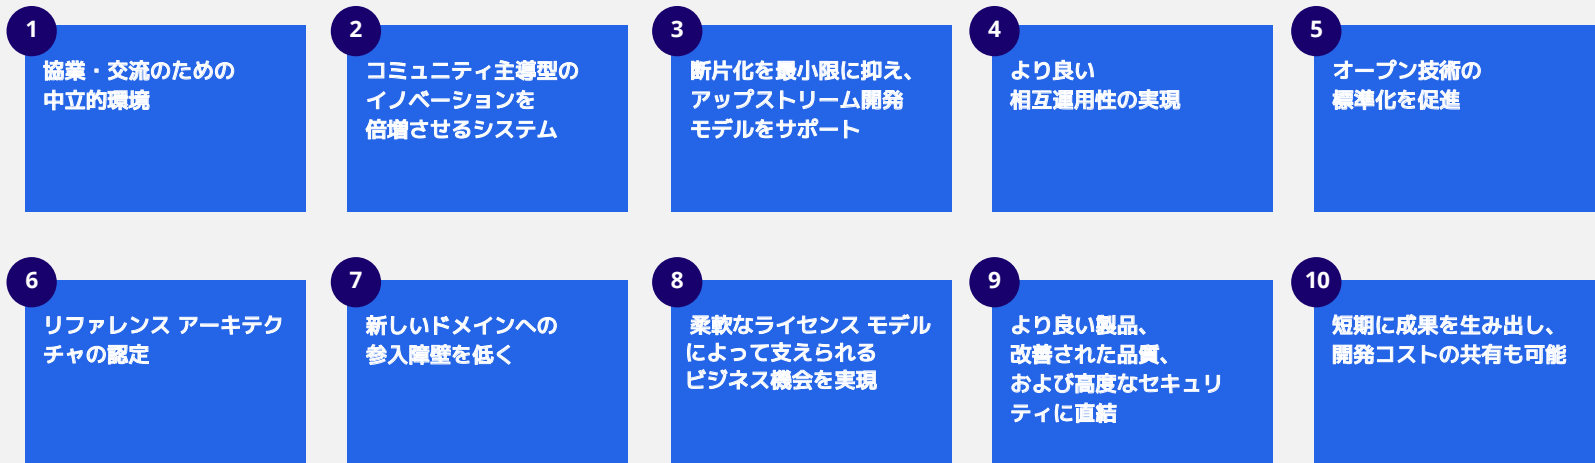 1
協業・交流のための
中立的環境
2
コミュニティ主導型の
イノベーションを
倍増させるシステム
3
断片化を最小限に抑え、
アップストリーム開発
モデルをサポート
4
より良い
相互運用性の実現
5
オープン技術の
標準化を促進
6
リファレンス アーキテク
チャの認定
7
新しいドメインへの
参入障壁を低く
8
柔軟なライセンス モデル
によって支えられる
ビジネス機会を実現
9
より良い製品、
改善された品質、
および高度なセキュリ
ティに直結
10
短期に成果を生み出し、
開発コストの共有も可能